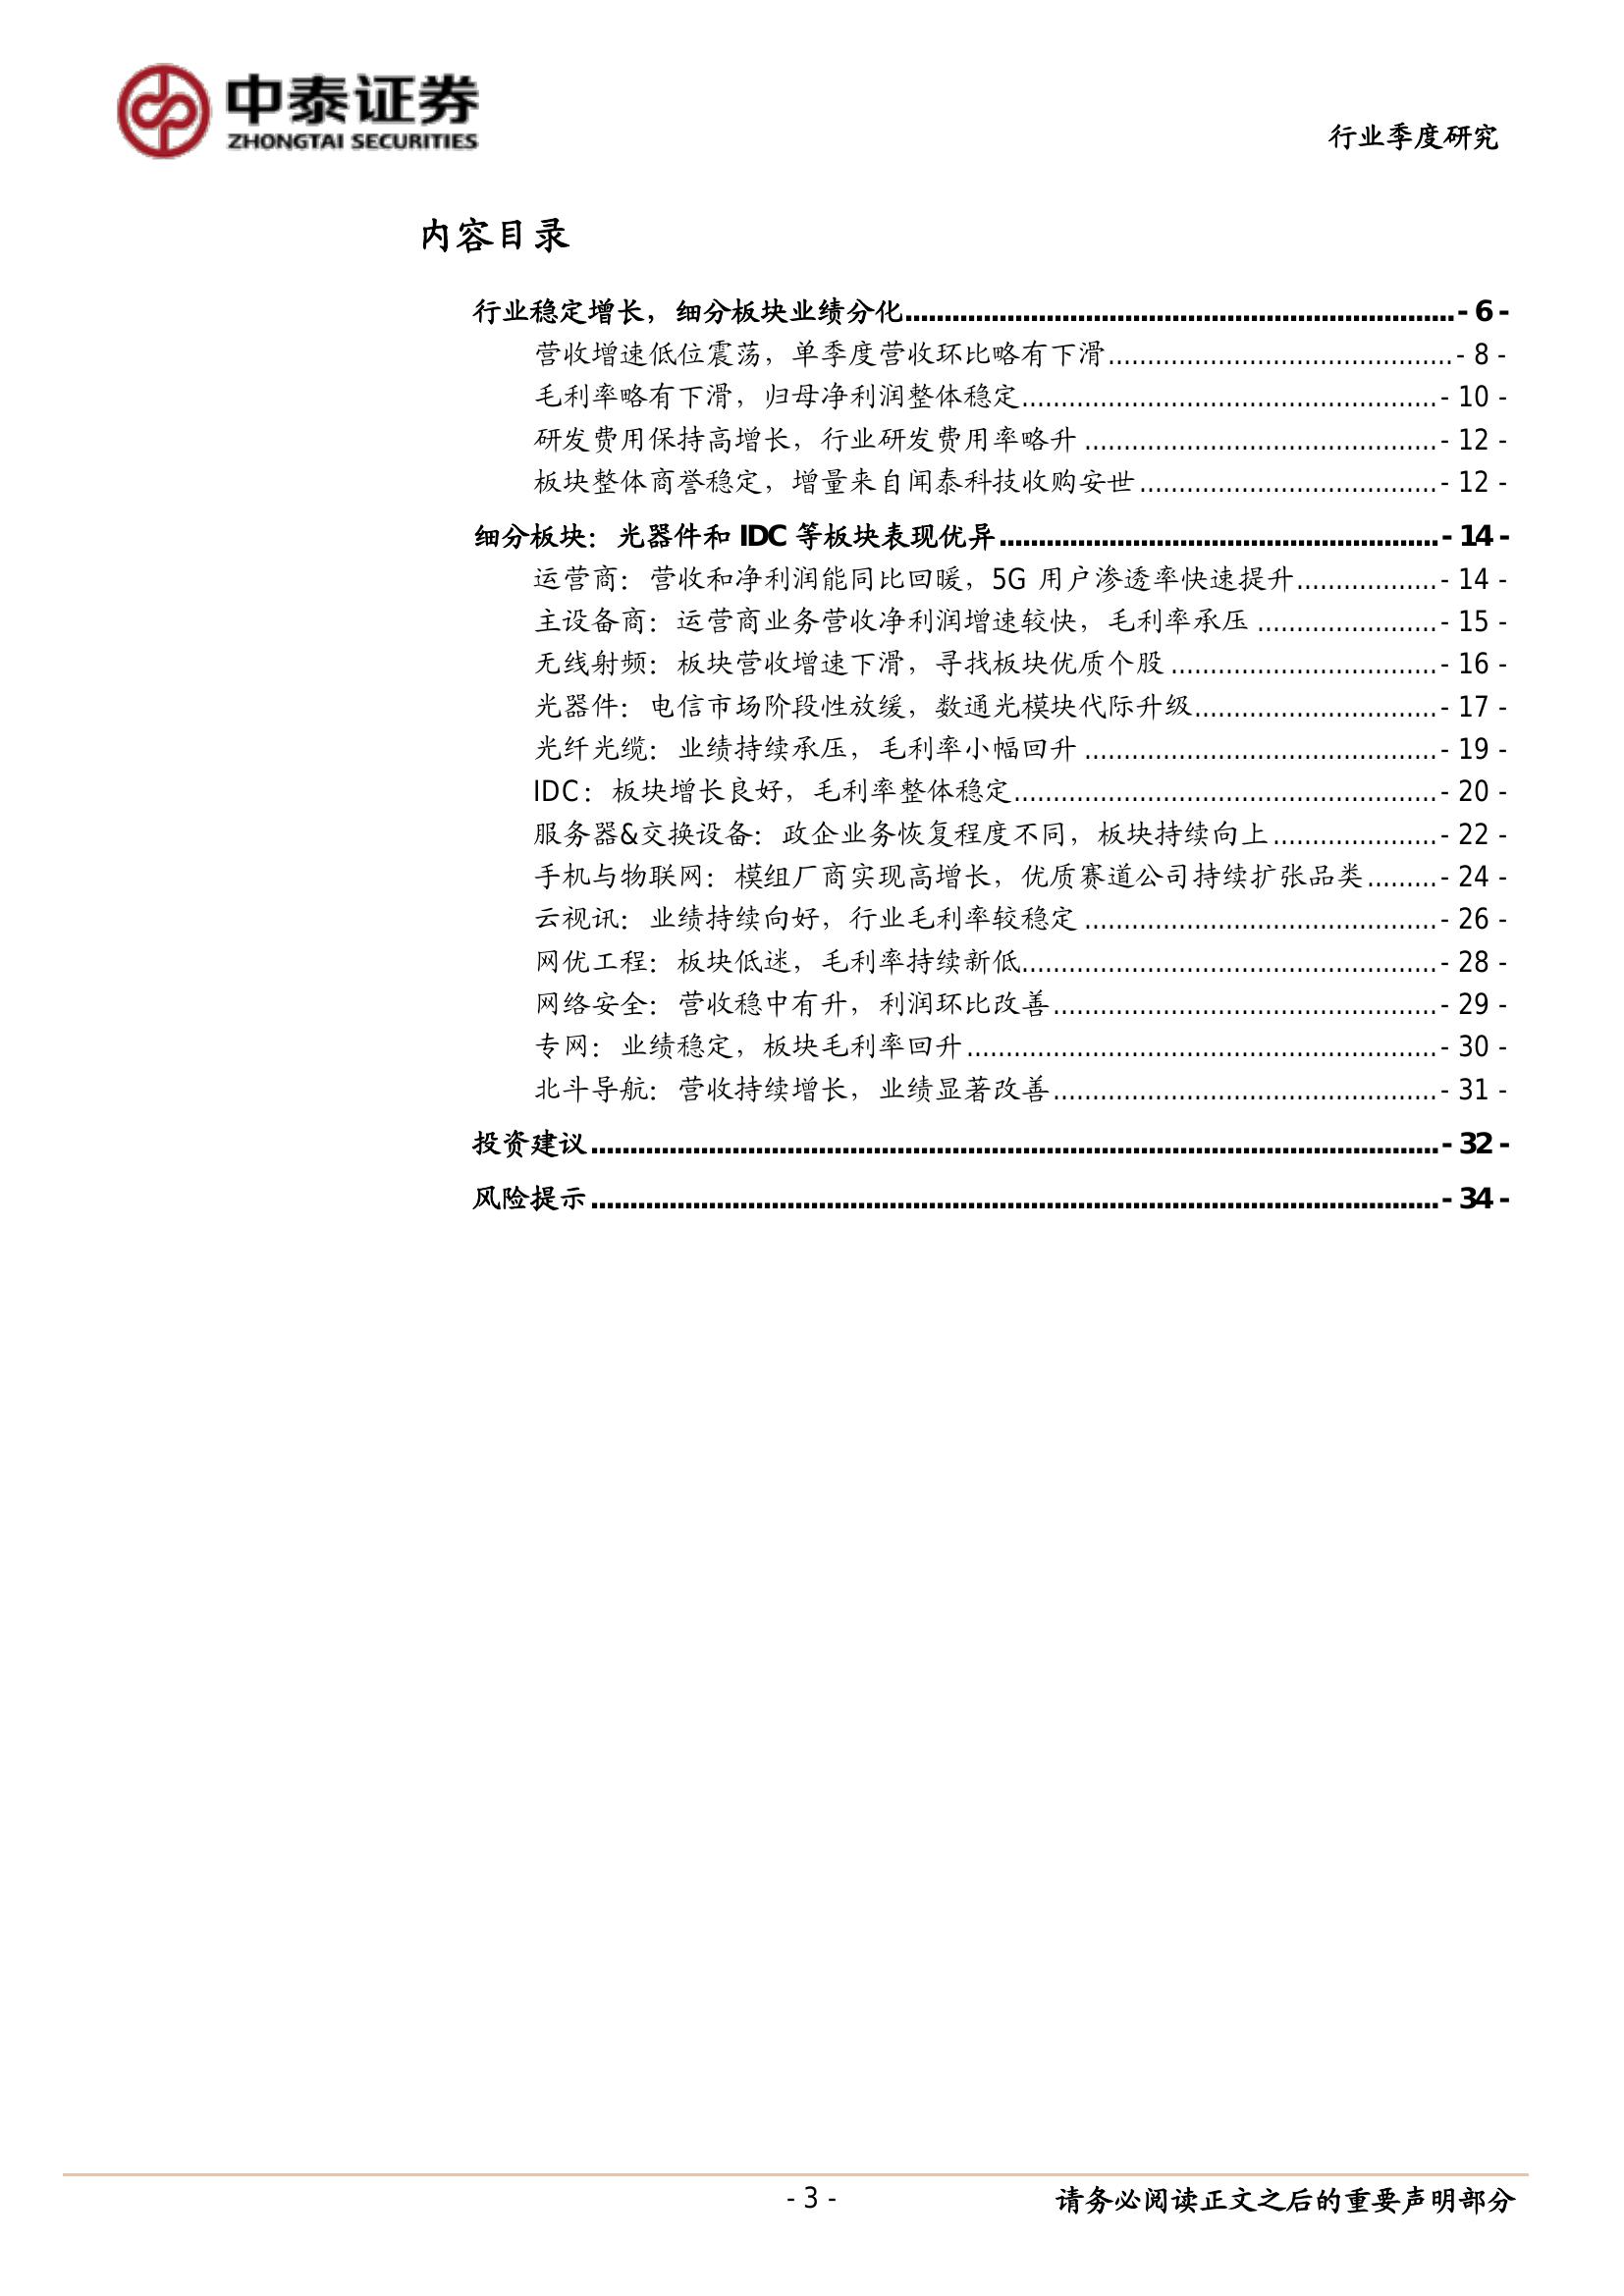 中泰证券
ZHONGTAI SECURITIES
行业季度研究
内容目录
行业稳定增长，细分板块业绩分化......................................................................- 6 -
营收增速低位震荡，单季度营收环比略有下滑............................................- 8 -
毛利率略有下滑，归母净利润整体稳定.....................................................- 10 -
研发费用保持高增长，行业研发费用率略升 .............................................- 12 -
板块整体商誉稳定，增量来自闻泰科技收购安世......................................- 12 -
细分板块：光器件和 IDC 等板块表现优异........................................................- 14 -
运营商：营收和净利润能同比回暖，5G 用户渗透率快速提升..................- 14 -
主设备商：运营商业务营收净利润增速较快，毛利率承压 .......................- 15 -
无线射频：板块营收增速下滑，寻找板块优质个股 ..................................- 16 -
光器件：电信市场阶段性放缓，数通光模块代际升级...............................- 17 -
光纤光缆：业绩持续承压，毛利率小幅回升 .............................................- 19 -
IDC：板块增长良好，毛利率整体稳定......................................................- 20 -
服务器&交换设备：政企业务恢复程度不同，板块持续向上.....................- 22 -
手机与物联网：模组厂商实现高增长，优质赛道公司持续扩张品类.........- 24 -
云视讯：业绩持续向好，行业毛利率较稳定 .............................................- 26 -
网优工程：板块低迷，毛利率持续新低.....................................................- 28 -
网络安全：营收稳中有升，利润环比改善.................................................- 29 -
专网：业绩稳定，板块毛利率回升............................................................- 30 -
北斗导航：营收持续增长，业绩显著改善.................................................- 31 -
投资建议............................................................................................................- 32 -
风险提示............................................................................................................- 34 -
- 3 -
请务必阅读正文之后的重要声明部分